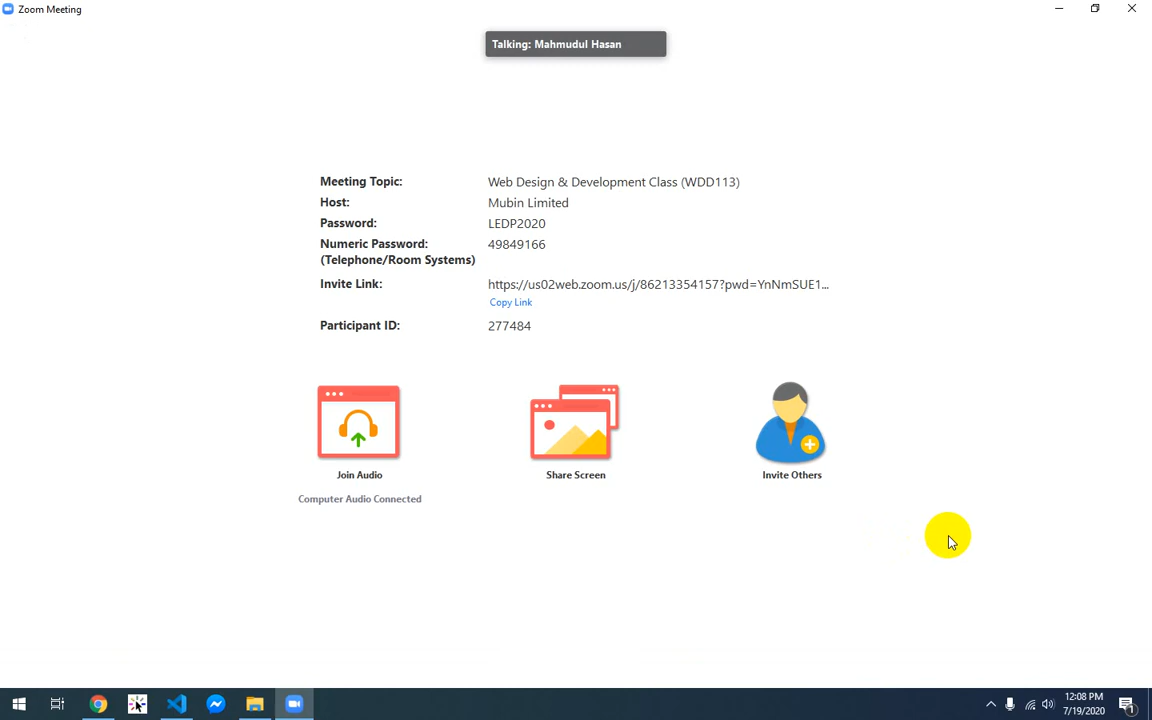 Zoom Meeting
Talking: Mahmudul Hasan
Meeting Topic: Web Design & Development Class (WDD113)
Host: Mubin Limited
Password: LEDP2020
Numeric Password: 49849166
(Telephone/Room Systems)
Invite Link: https://us02web.zoom.us/j/86213354157?pwd=YnNmSUE1...
Copy Link
Participant ID: 277484
Join Audio Share Screen Invite Others
Computer Audio Connected
12:08 PM
7/19/2020
1